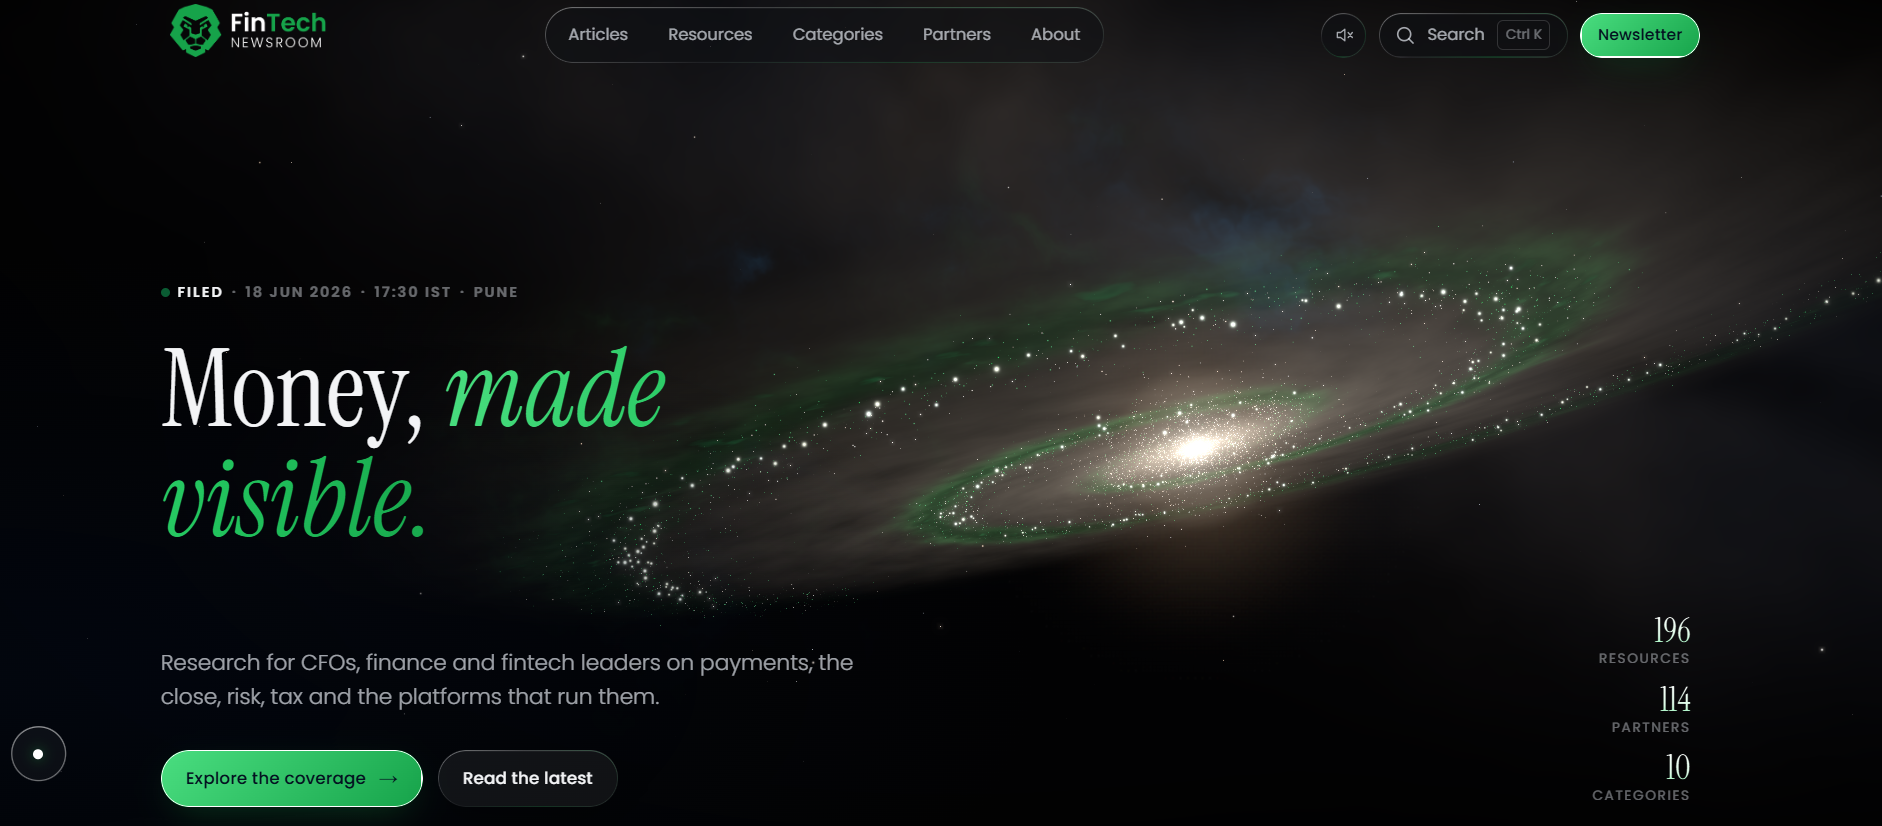 FinTech
NEWSROOM
Articles Resources Categories Partners About
Search Ctrl K
Newsletter
FILED · 18 JUN 2026 · 17:30 IST · PUNE
Money, made
visible.
Research for CFOs, finance and fintech leaders on payments, the
close, risk, tax and the platforms that run them.
Explore the coverage →
Read the latest
196
RESOURCES
114
PARTNERS
10
CATEGORIES